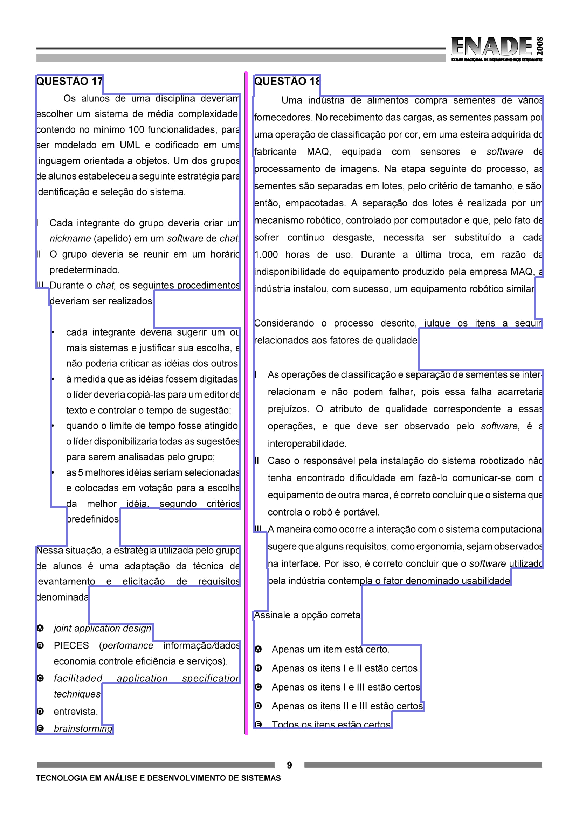 ENADE 2008
EXAME NACIONAL DE DESEMPENHO DOS ESTUDANTES
QUESTÃO 17
Os alunos de uma disciplina deveriam
escolher um sistema de média complexidade,
contendo no mínimo 100 funcionalidades, para
ser modelado em UML e codificado em uma
linguagem orientada a objetos. Um dos grupos
de alunos estabeleceu a seguinte estratégia para
identificação e seleção do sistema.
I Cada integrante do grupo deveria criar um
nickname (apelido) em um software de chat.
II O grupo deveria se reunir em um horário
predeterminado.
III Durante o chat, os seguintes procedimentos
deveriam ser realizados:
• cada integrante deveria sugerir um ou
mais sistemas e justificar sua escolha, e
não poderia criticar as idéias dos outros;
• à medida que as idéias fossem digitadas,
o líder deveria copiá-las para um editor de
texto e controlar o tempo de sugestão;
• quando o limite de tempo fosse atingido,
o líder disponibilizaria todas as sugestões
para serem analisadas pelo grupo;
• as 5 melhores idéias seriam selecionadas
e colocadas em votação para a escolha
da melhor idéia, segundo critérios
predefinidos.
Nessa situação, a estratégia utilizada pelo grupo
de alunos é uma adaptação da técnica de
levantamento e elicitação de requisitos
denominada
A joint application design.
B PIECES (perfomance informação/dados
economia controle eficiência e serviços).
C facilitaded application specification
techniques.
D entrevista.
E brainstorming.
QUESTÃO 18
Uma indústria de alimentos compra sementes de vários
fornecedores. No recebimento das cargas, as sementes passam por
uma operação de classificação por cor, em uma esteira adquirida do
fabricante MAQ, equipada com sensores e software de
processamento de imagens. Na etapa seguinte do processo, as
sementes são separadas em lotes, pelo critério de tamanho, e são,
então, empacotadas. A separação dos lotes é realizada por um
mecanismo robótico, controlado por computador e que, pelo fato de
sofrer contínuo desgaste, necessita ser substituído a cada
1.000 horas de uso. Durante a última troca, em razão da
indisponibilidade do equipamento produzido pela empresa MAQ, a
indústria instalou, com sucesso, um equipamento robótico similar.
Considerando o processo descrito, julgue os itens a seguir,
relacionados aos fatores de qualidade.
I As operações de classificação e separação de sementes se inter-
relacionam e não podem falhar, pois essa falha acarretaria
prejuízos. O atributo de qualidade correspondente a essas
operações, e que deve ser observado pelo software, é a
interoperabilidade.
II Caso o responsável pela instalação do sistema robotizado não
tenha encontrado dificuldade em fazê-lo comunicar-se com o
equipamento de outra marca, é correto concluir que o sistema que
controla o robô é portável.
III A maneira como ocorre a interação com o sistema computacional
sugere que alguns requisitos, como ergonomia, sejam observados
na interface. Por isso, é correto concluir que o software utilizado
pela indústria contempla o fator denominado usabilidade.
Assinale a opção correta.
A Apenas um item está certo.
B Apenas os itens I e II estão certos.
C Apenas os itens I e III estão certos.
D Apenas os itens II e III estão certos.
E Todos os itens estão certos.
9
TECNOLOGIA EM ANÁLISE E DESENVOLVIMENTO DE SISTEMAS